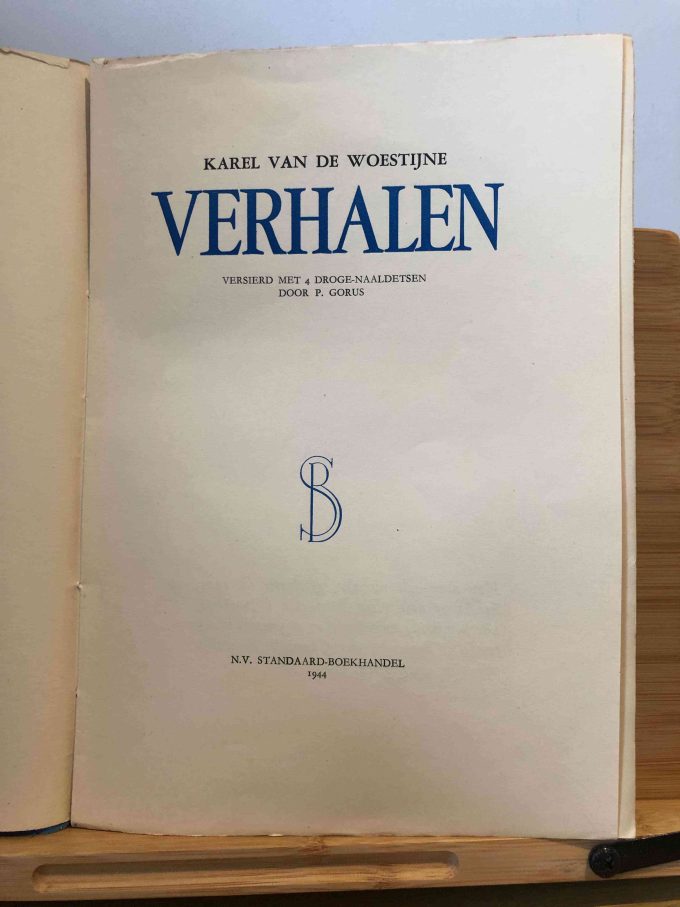 KAREL VAN DE WOESTIJNE
VERHALEN
VERSIERD MET 4 DROGE-NAALDETSEN
DOOR P. GORUS
SB
N.V. STANDAARD-BOEKHANDEL
1944